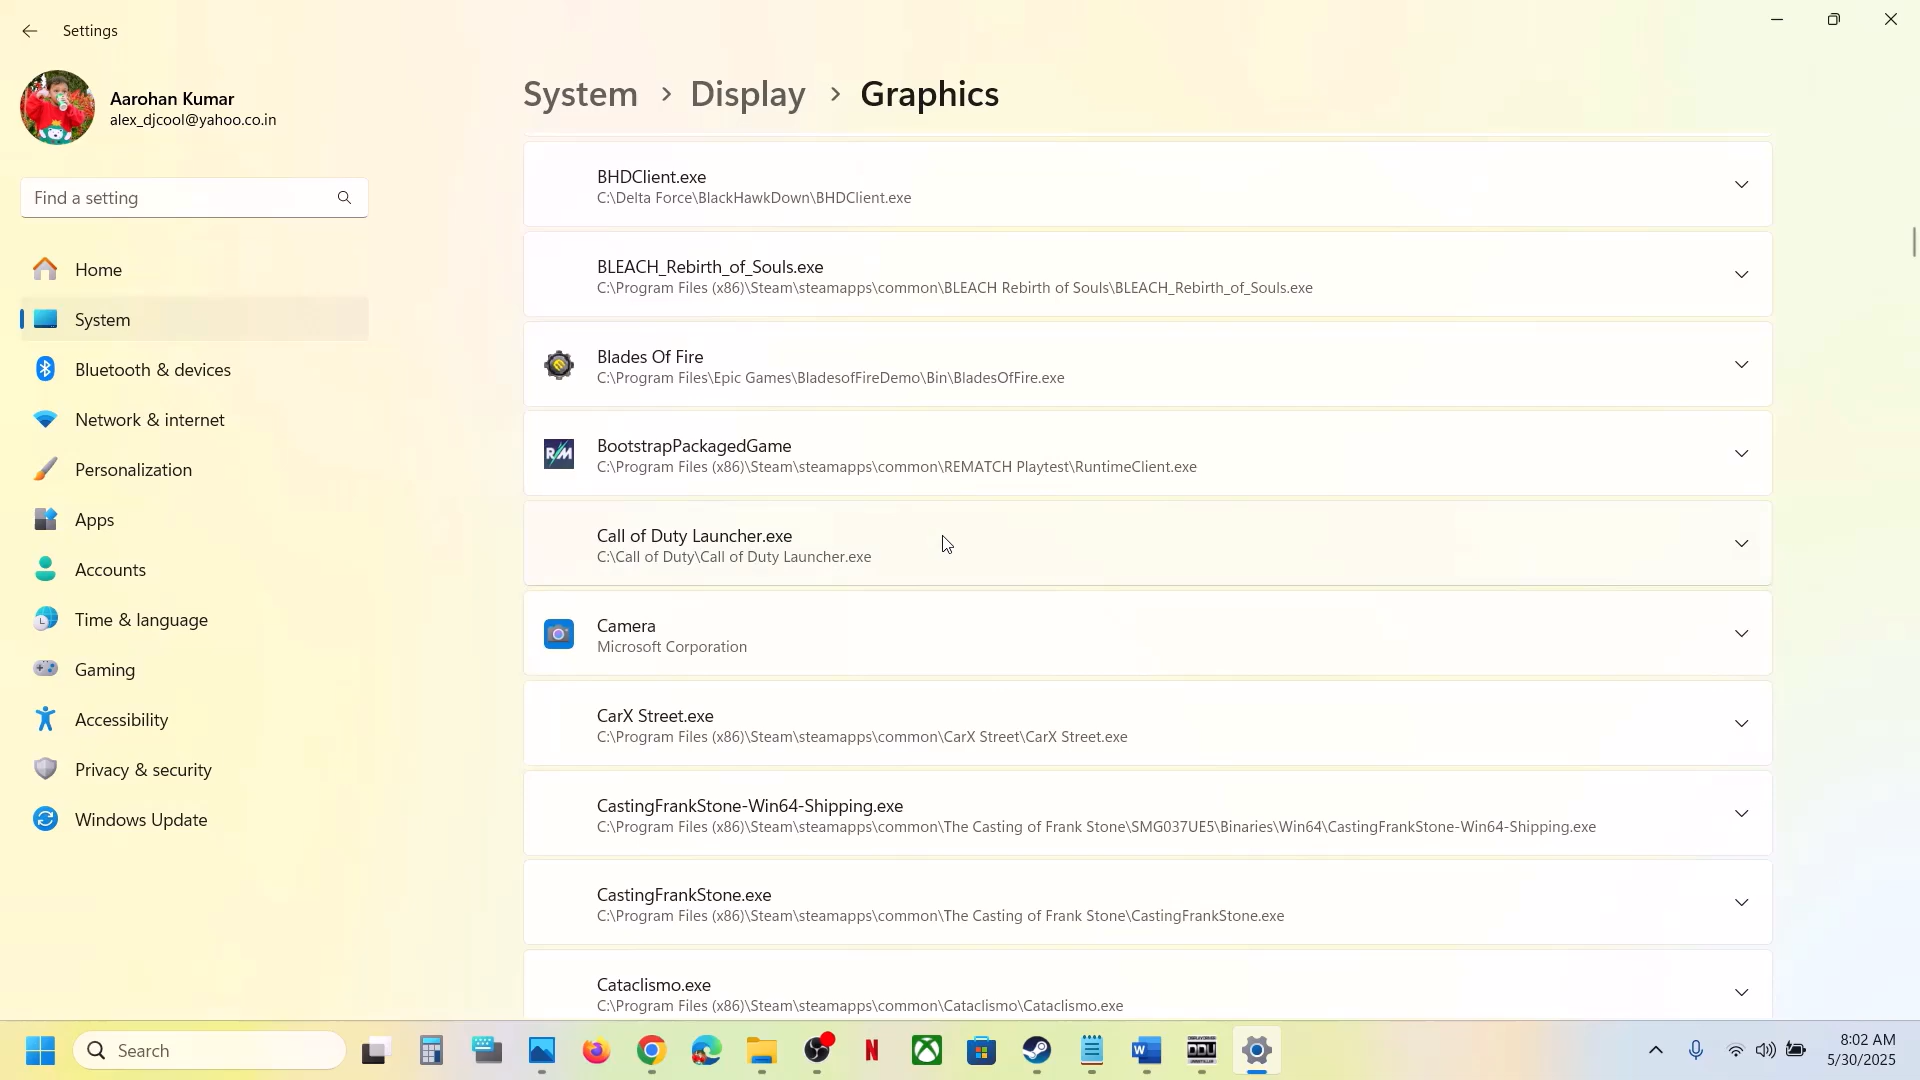 Settings
Aarohan Kumar
alex_djcool@yahoo.co.in
Find a setting
Home
System
Bluetooth & devices
Network & internet
Personalization
Apps
Accounts
Time & language
Gaming
Accessibility
Privacy & security
Windows Update
System > Display > Graphics
BHDClient.exe
C:\Delta Force\BlackHawkDown\BHDClient.exe
BLEACH_Rebirth_of_Souls.exe
C:\Program Files (x86)\Steam\steamapps\common\BLEACH Rebirth of Souls\BLEACH_Rebirth_of_Souls.exe
Blades Of Fire
C:\Program Files\Epic Games\BladesofFireDemo\Bin\BladesOfFire.exe
R/M
BootstrapPackagedGame
C:\Program Files (x86)\Steam\steamapps\common\REMATCH Playtest\RuntimeClient.exe
Call of Duty Launcher.exe
C:\Call of Duty\Call of Duty Launcher.exe
Camera
Microsoft Corporation
CarX Street.exe
C:\Program Files (x86)\Steam\steamapps\common\CarX Street\CarX Street.exe
CastingFrankStone-Win64-Shipping.exe
C:\Program Files (x86)\Steam\steamapps\common\The Casting of Frank Stone\SMG037UE5\Binaries\Win64\CastingFrankStone-Win64-Shipping.exe
CastingFrankStone.exe
C:\Program Files (x86)\Steam\steamapps\common\The Casting of Frank Stone\CastingFrankStone.exe
Cataclismo.exe
C:\Program Files (x86)\Steam\steamapps\common\Cataclismo\Cataclismo.exe
Search
N
W
DDU
8:02 AM
5/30/2025